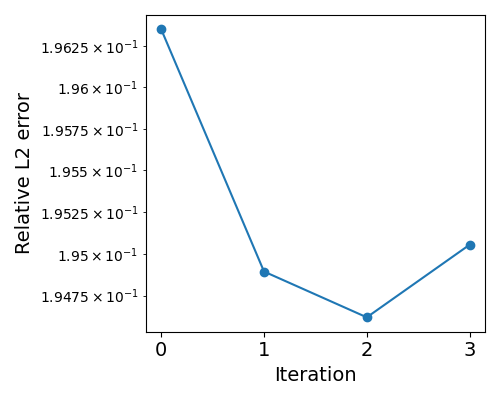 Relative L2 error
1.9625 × 10⁻¹
1.96 × 10⁻¹
1.9575 × 10⁻¹
1.955 × 10⁻¹
1.9525 × 10⁻¹
1.95 × 10⁻¹
1.9475 × 10⁻¹
0 1 2 3
Iteration